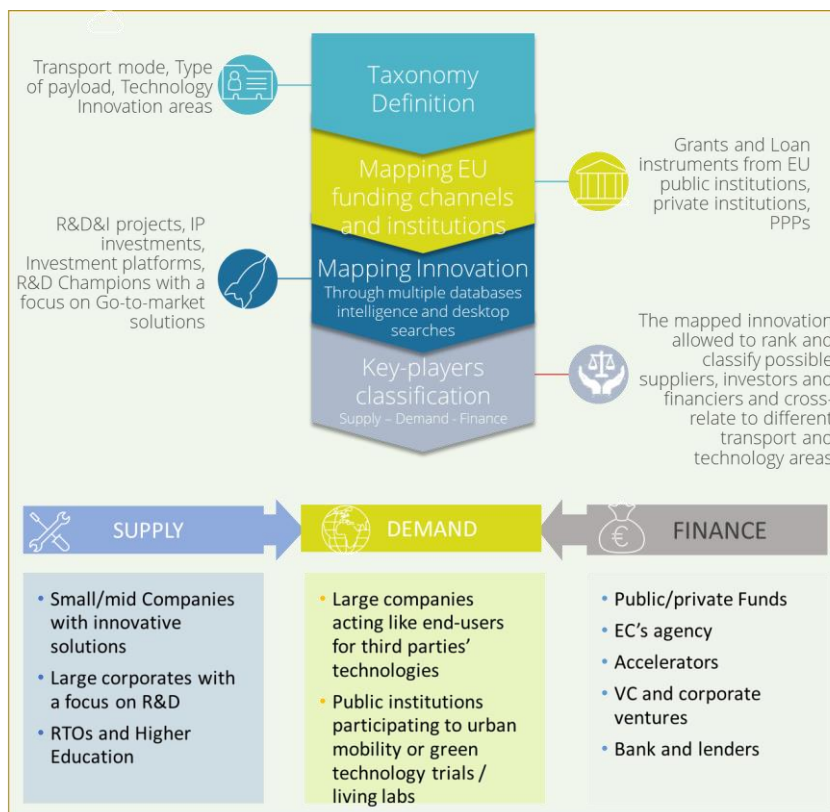 Transport mode, Type
of payload, Technology
Innovation areas
Taxonomy
Definition
Mapping EU
funding channels
and institutions
Grants and Loan
instruments from EU
public institutions,
private institutions,
PPPs
R&D&I projects, IP
investments,
Investment platforms,
R&D Champions with a
focus on Go-to-market
solutions
Mapping Innovation
Through multiple databases
intelligence and desktop
searches
Key-players
classification
Supply – Demand - Finance
The mapped innovation
allowed to rank and
classify possible
suppliers, investors and
financiers and cross-
relate to different
transport and
technology areas
SUPPLY
• Small/mid Companies
with innovative
solutions
• Large corporates with
a focus on R&D
• RTOs and Higher
Education
DEMAND
• Large companies
acting like end-users
for third parties’
technologies
• Public institutions
participating to urban
mobility or green
technology trials /
living labs
€
FINANCE
• Public/private Funds
• EC’s agency
• Accelerators
• VC and corporate
ventures
• Bank and lenders